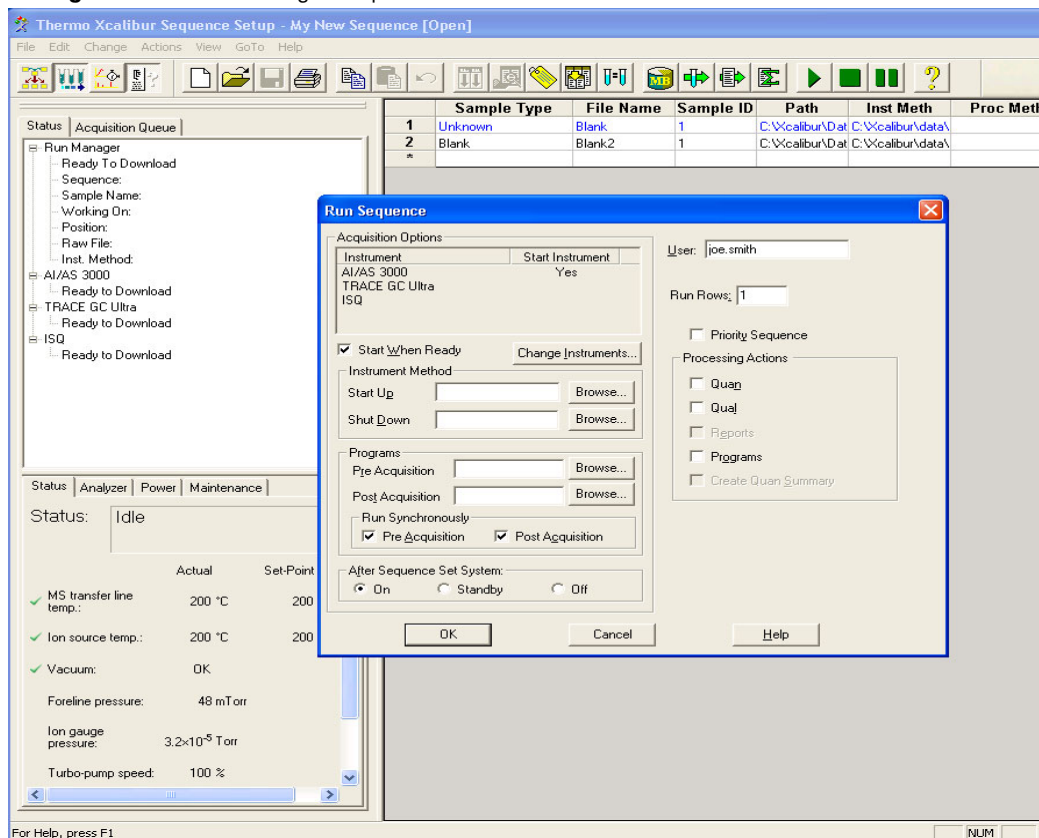 Thermo Xcalibur Sequence Setup - My New Sequence [Open]
File Edit Change Actions View GoTo Help
Sample Type File Name Sample ID Path Inst Meth Proc Metl
1 Unknown Blank 1 C:\Xcalibur\Dat C:\Xcalibur\data\
2 Blank Blank2 1 C:\Xcalibur\Dat C:\Xcalibur\data\
*
Status Acquisition Queue
Run Manager
Ready To Download
Sequence:
Sample Name:
Working On:
Position:
Raw File:
Inst. Method:
AI/AS 3000
Ready to Download
TRACE GC Ultra
Ready to Download
ISQ
Ready to Download
Status Analyzer Power Maintenance
Status: Idle
Actual Set-Point
MS transfer line temp.: 200 °C 200
Ion source temp.: 200 °C 200
Vacuum: OK
Foreline pressure: 48 mTorr
Ion gauge pressure: 3.2×10-5 Torr
Turbo-pump speed: 100 %
Run Sequence
Acquisition Options
Instrument Start Instrument
AI/AS 3000 Yes
TRACE GC Ultra
ISQ
Start When Ready Change Instruments...
Instrument Method
Start Up Browse...
Shut Down Browse...
Programs
Pre Acquisition Browse...
Post Acquisition Browse...
Run Synchronously
Pre Acquisition Post Acquisition
After Sequence Set System:
On Standby Off
User: joe.smith
Run Rows: 1
Priority Sequence
Processing Actions
Quan
Qual
Reports
Programs
Create Quan Summary
OK Cancel Help
For Help, press F1
NUM